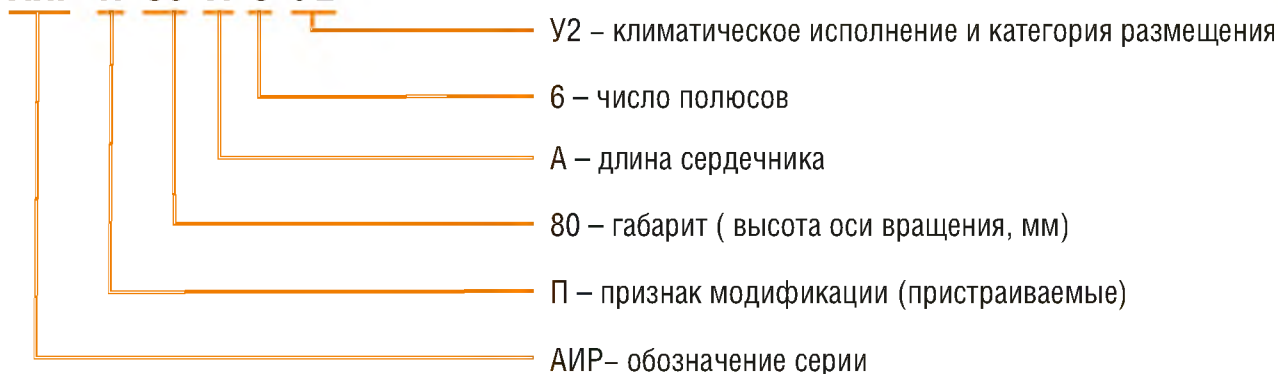 У2 – климатическое исполнение и категория размещения
6 – число полюсов
А – длина сердечника
80 – габарит ( высота оси вращения, мм)
П – признак модификации (пристраиваемые)
АИР– обозначение серии